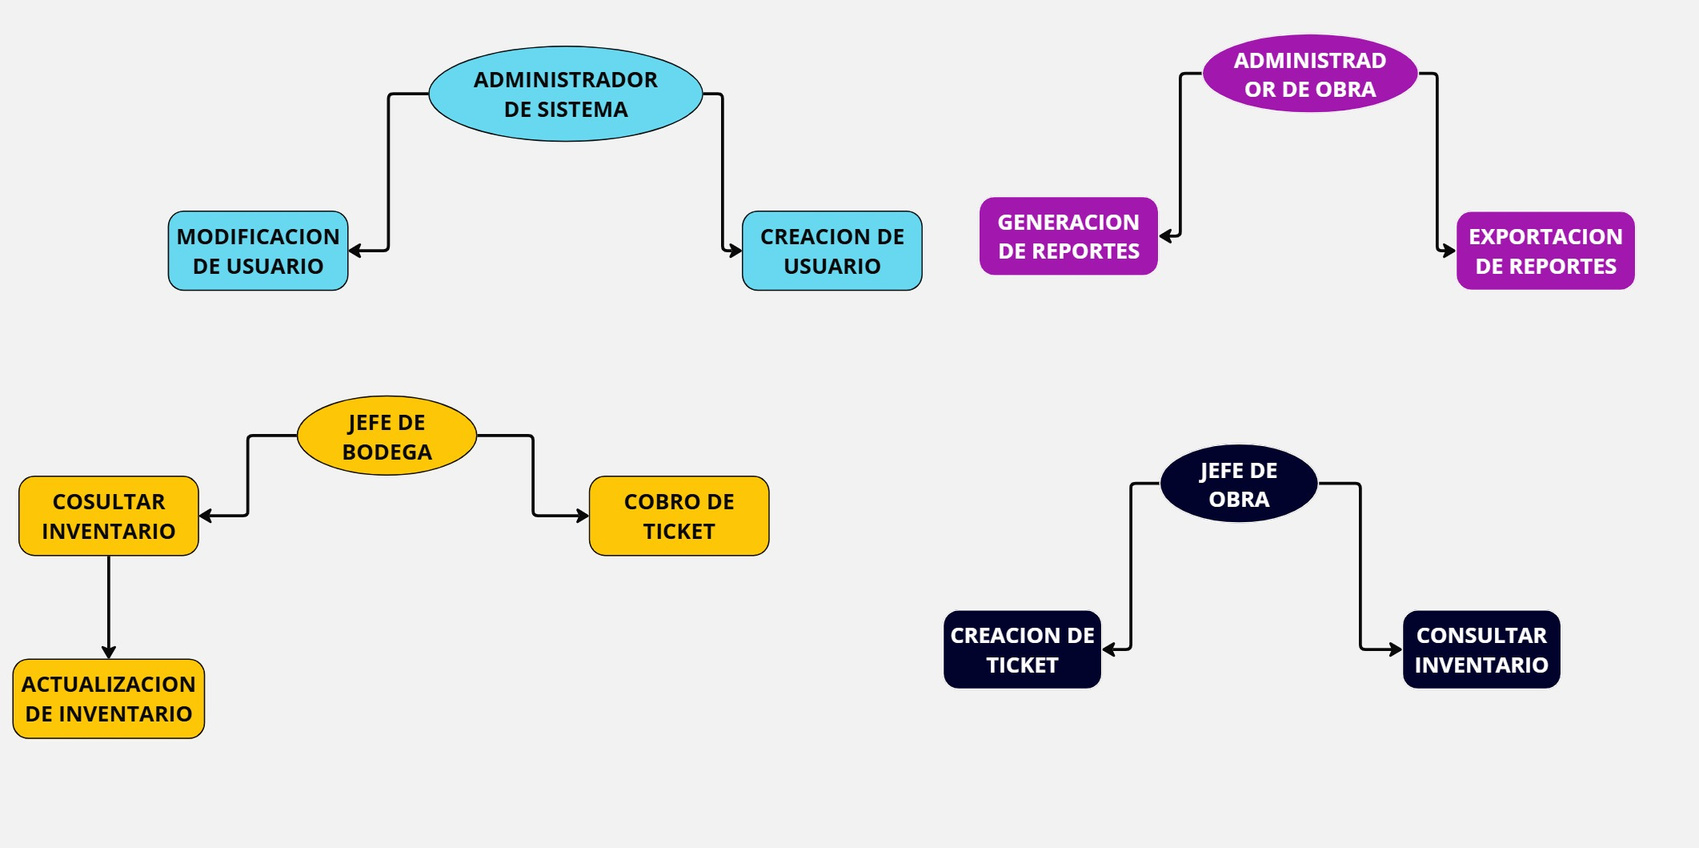 ADMINISTRADOR
DE SISTEMA
MODIFICACION
DE USUARIO
CREACION DE
USUARIO
ADMINISTRAD
OR DE OBRA
GENERACION
DE REPORTES
EXPORTACION
DE REPORTES
JEFE DE
BODEGA
COSULTAR
INVENTARIO
COBRO DE
TICKET
ACTUALIZACION
DE INVENTARIO
JEFE DE
OBRA
CREACION DE
TICKET
CONSULTAR
INVENTARIO